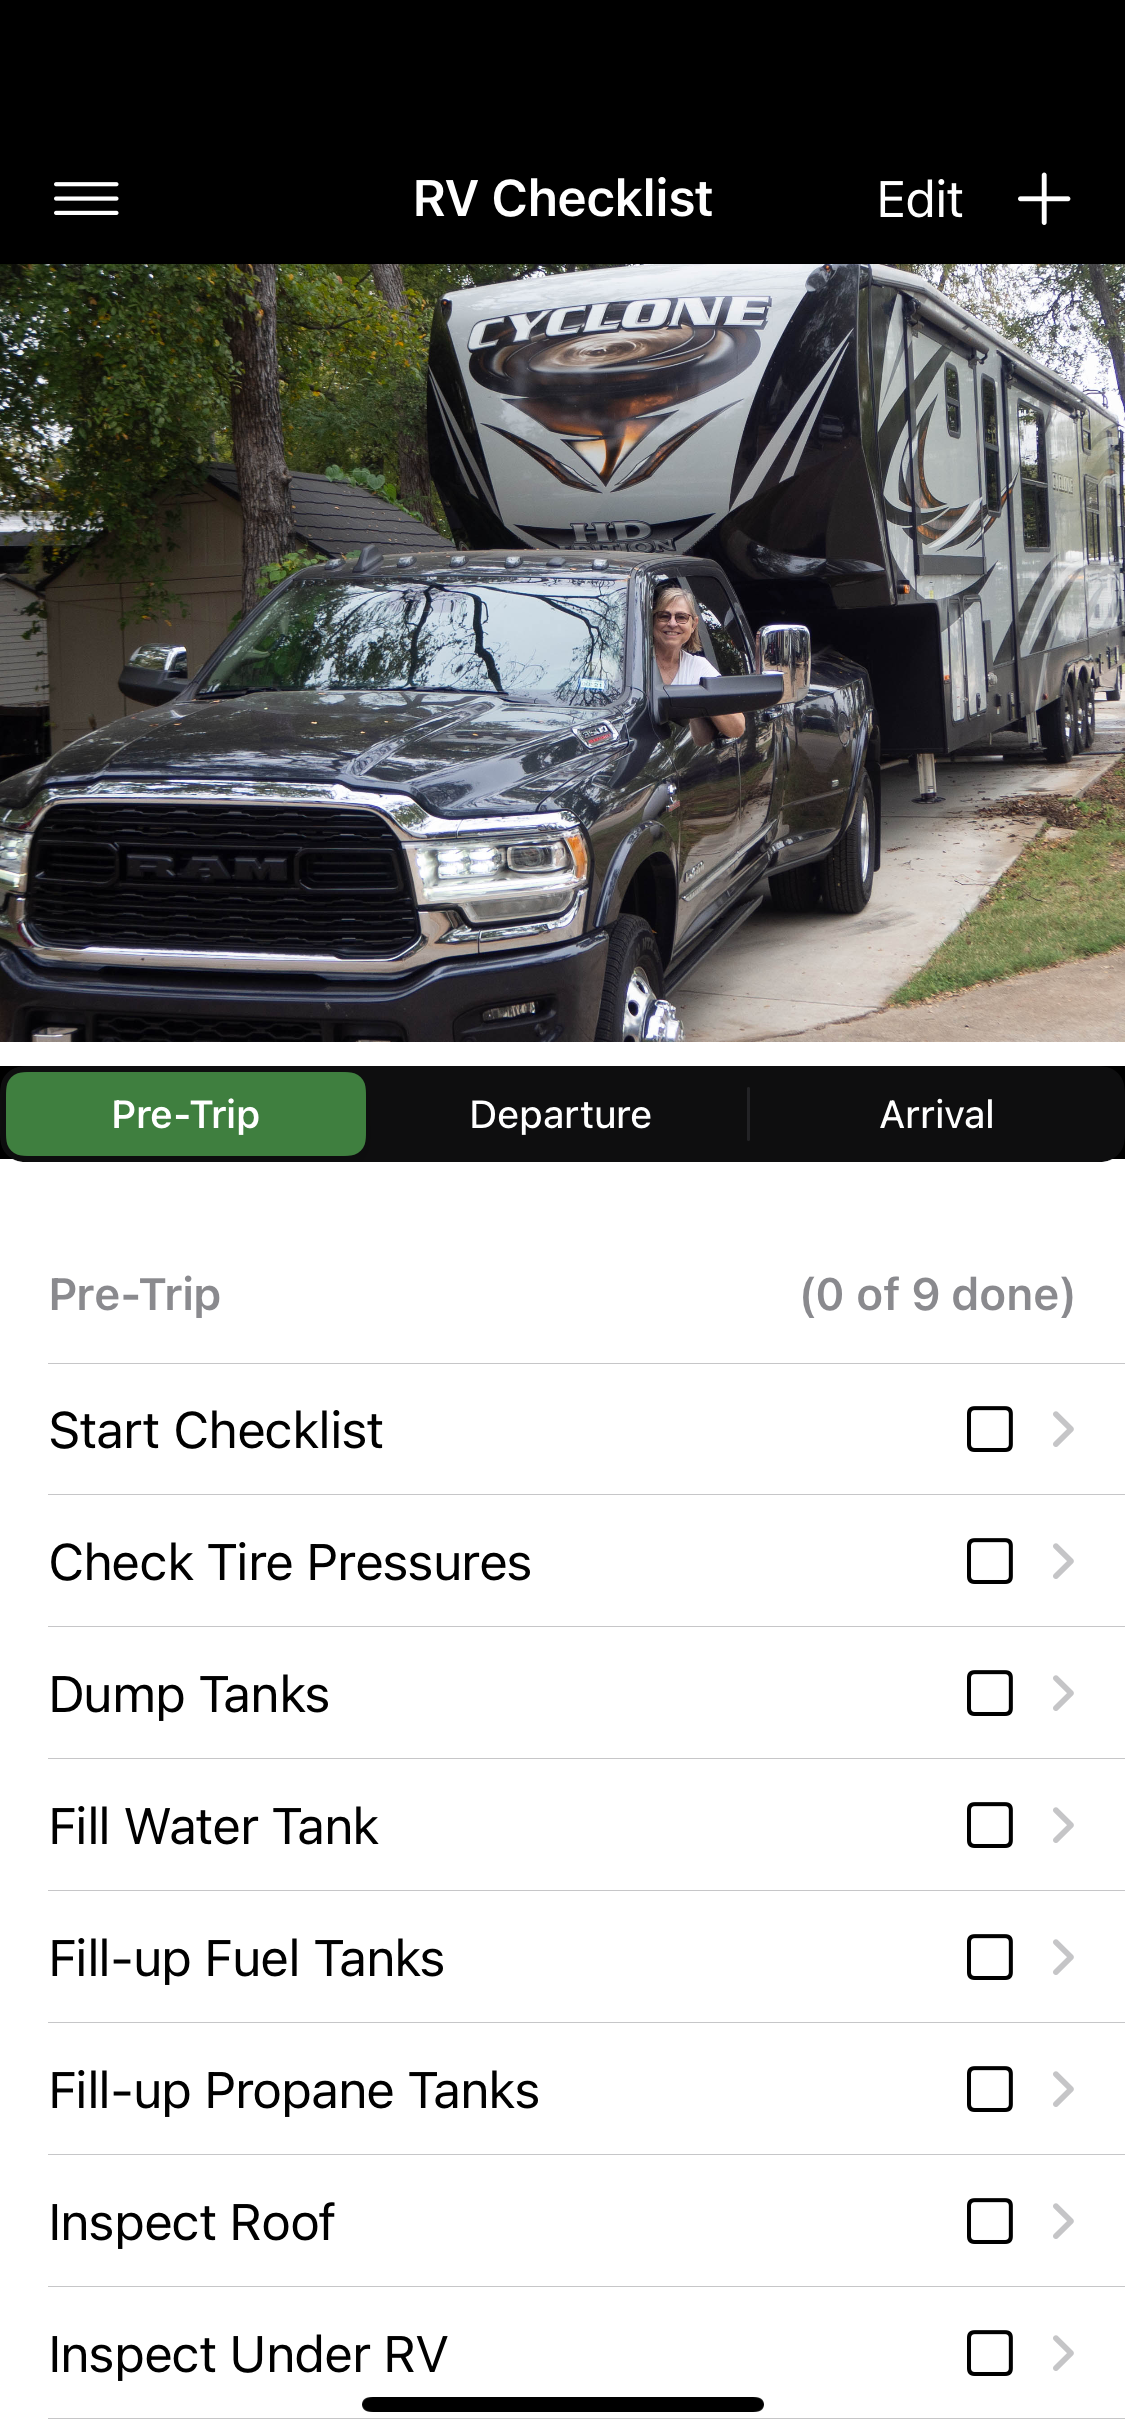 RV Checklist
Edit
CYCLONE
HD
RAM
Pre-Trip
Departure
Arrival
Pre-Trip
(0 of 9 done)
Start Checklist
Check Tire Pressures
Dump Tanks
Fill Water Tank
Fill-up Fuel Tanks
Fill-up Propane Tanks
Inspect Roof
Inspect Under RV